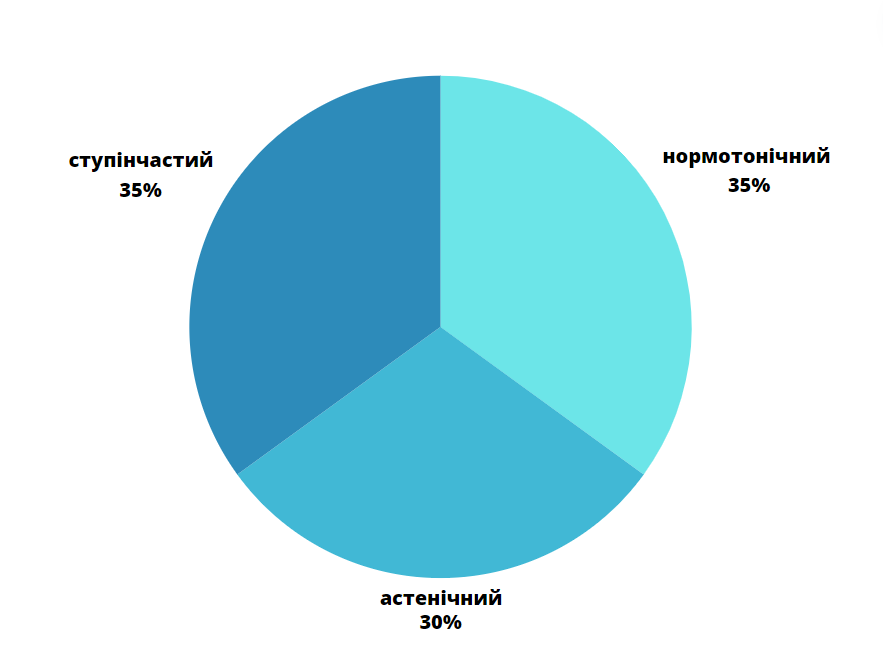 ступінчастий
35%
нормотонічний
35%
астенічний
30%